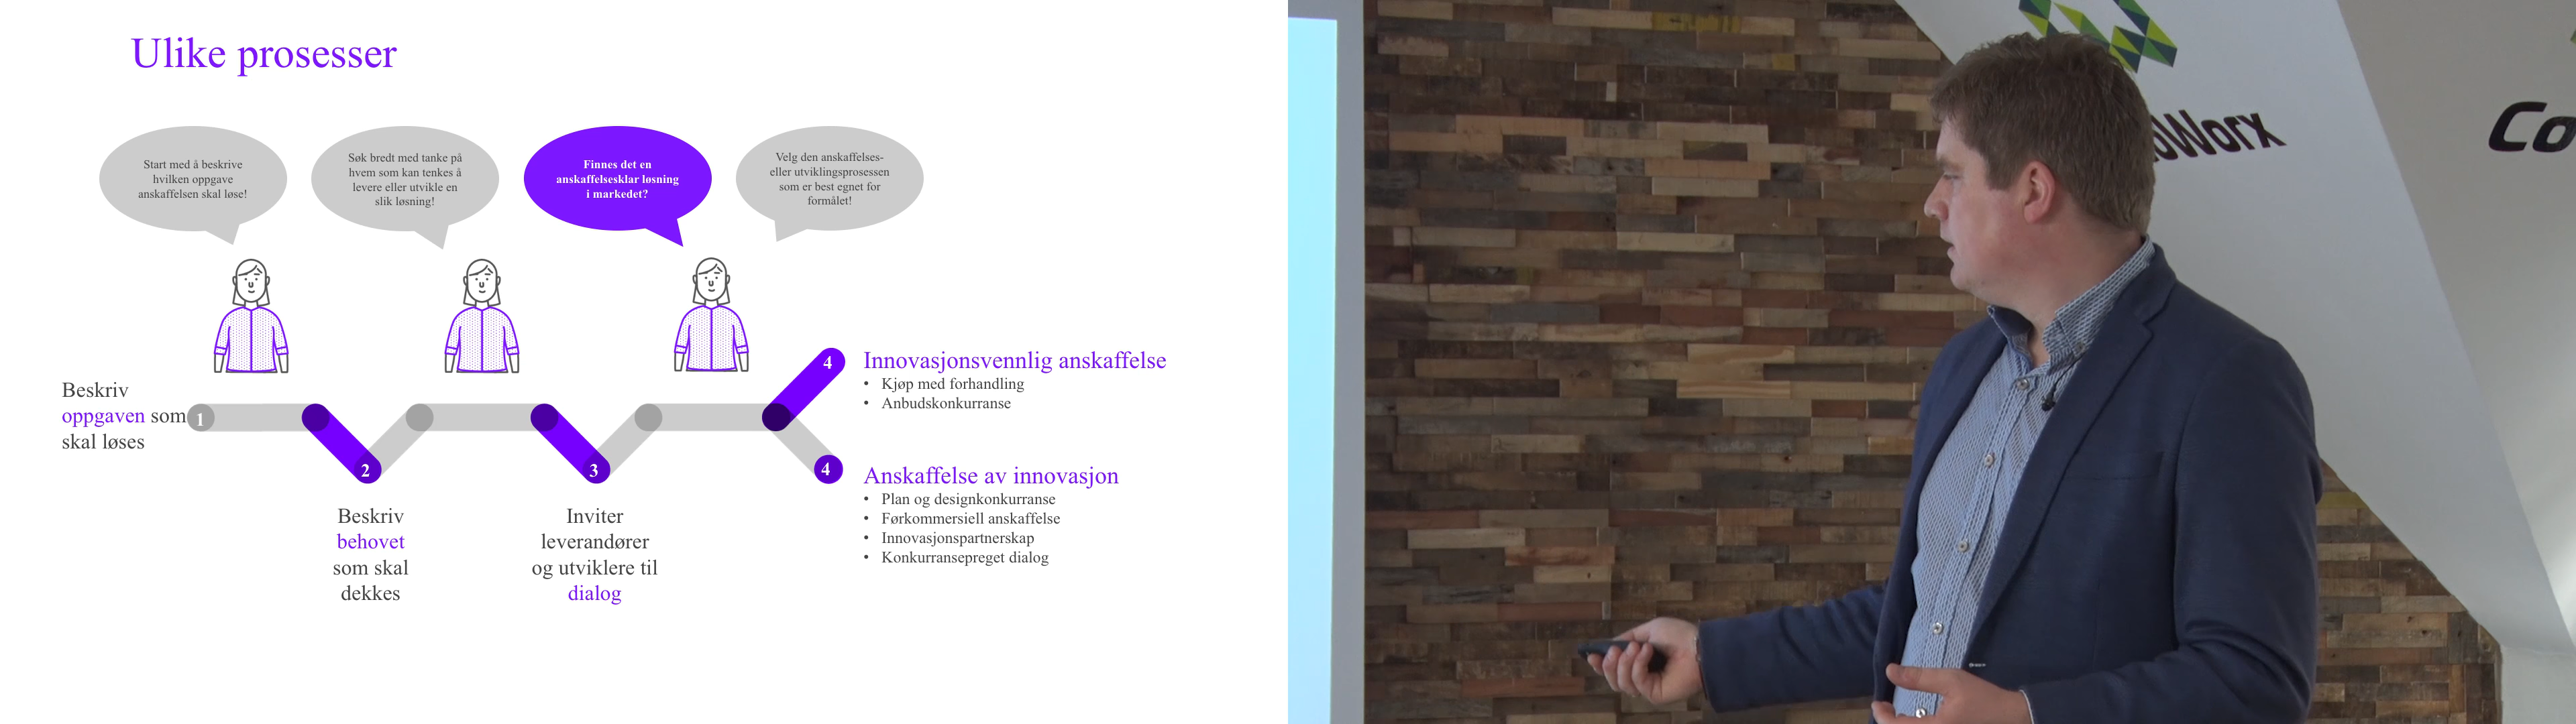 Ulike prosesser
Start med å beskrive
hvilken oppgave
anskaffelsen skal løse!
Søk bredt med tanke på
hvem som kan tenkes å
levere eller utvikle en
slik løsning!
Finnes det en
anskaffelsesklar løsning
i markedet?
Velg den anskaffelses-
eller utviklingsprosessen
som er best egnet for
formålet!
Beskriv
oppgaven som
skal løses
1
2
Beskriv
behovet
som skal
dekkes
3
Inviter
leverandører
og utviklere til
dialog
4
Innovasjonsvennlig anskaffelse
• Kjøp med forhandling
• Anbudskonkurranse
4
Anskaffelse av innovasjon
• Plan og designkonkurranse
• Førkommersiell anskaffelse
• Innovasjonspartnerskap
• Konkurransepreget dialog
oWorx
Co